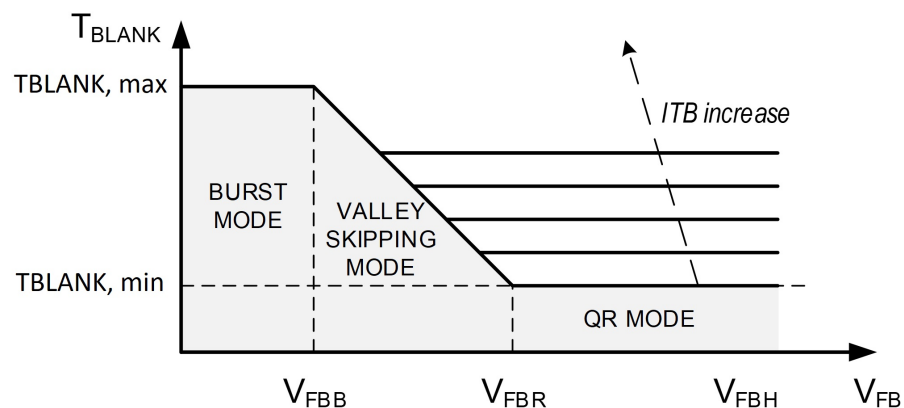 TBLANK
TBLANK, max
ITB increase
BURST
MODE
VALLEY
SKIPPING
MODE
TBLANK, min
QR MODE
VFBB
VFBR
VFBH
VFB